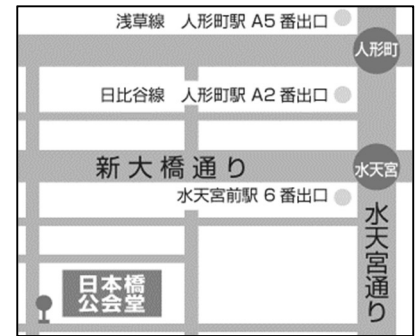 浅草線　人形町駅 A5 番出口
人形町
日比谷線　人形町駅 A2 番出口
新大橋通り
水天宮
水天宮前駅 6 番出口
水天宮通り
日本橋
公会堂